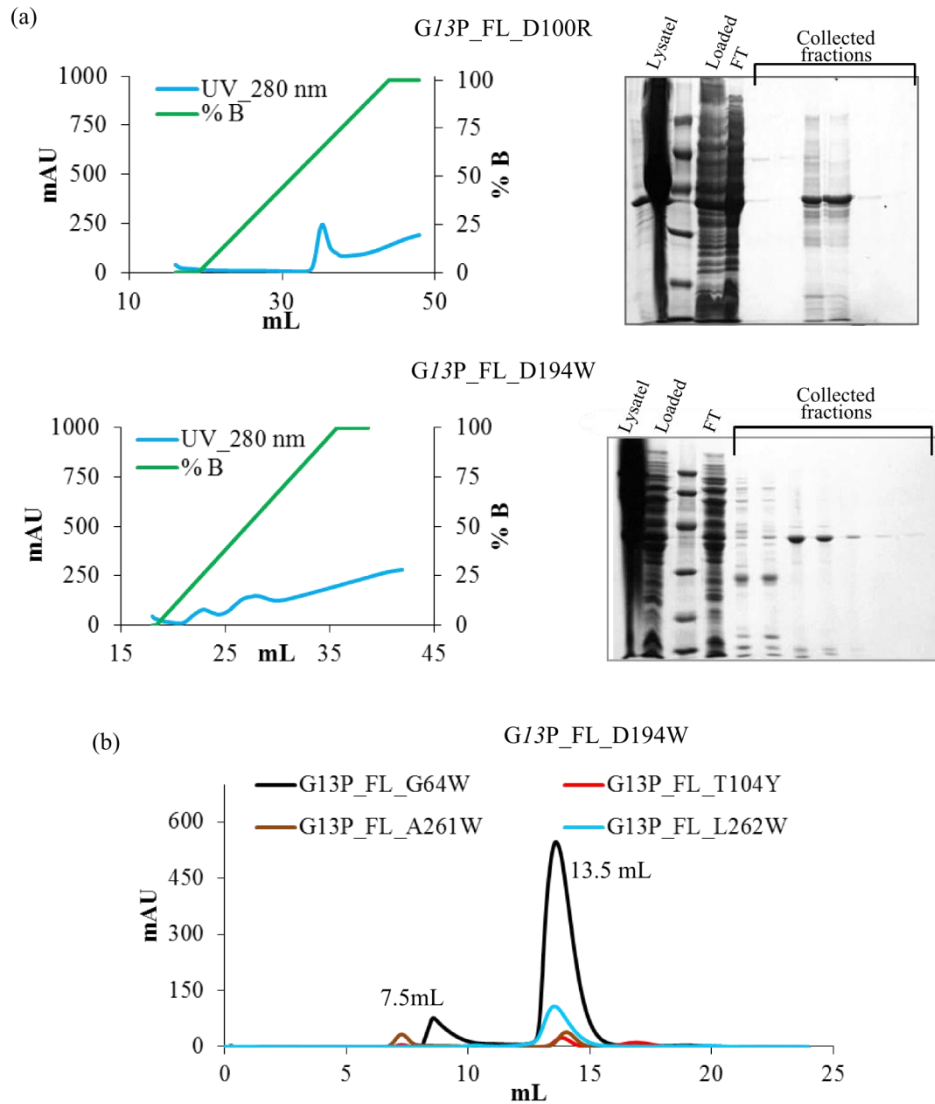 (a)
G13P_FL_D100R
UV_280 nm
% B
mAU
1000
750
500
250
0
100
75
50
25
0
% B
10
30
50
mL
Lysatel
Loaded
FT
Collected
fractions
G13P_FL_D194W
UV_280 nm
% B
mAU
1000
750
500
250
0
100
75
50
25
0
% B
15
25
35
45
mL
Lysatel
Loaded
FT
Collected
fractions
(b)
G13P_FL_D194W
G13P_FL_G64W
G13P_FL_T104Y
G13P_FL_A261W
G13P_FL_L262W
mAU
600
450
300
150
0
7.5mL
13.5 mL
0
5
10
15
20
25
mL